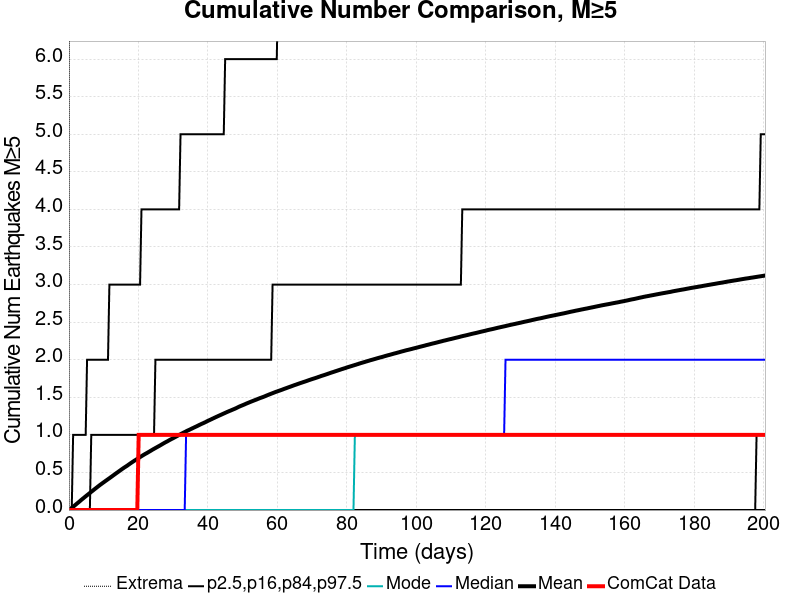 Cumulative Number Comparison, M≥5
Cumulative Num Earthquakes M≥5
6.0
5.5
5.0
4.5
4.0
3.5
3.0
2.5
2.0
1.5
1.0
0.5
0.0
0 20 40 60 80 100 120 140 160 180 200
Time (days)
Extrema p2.5,p16,p84,p97.5 Mode Median Mean ComCat Data